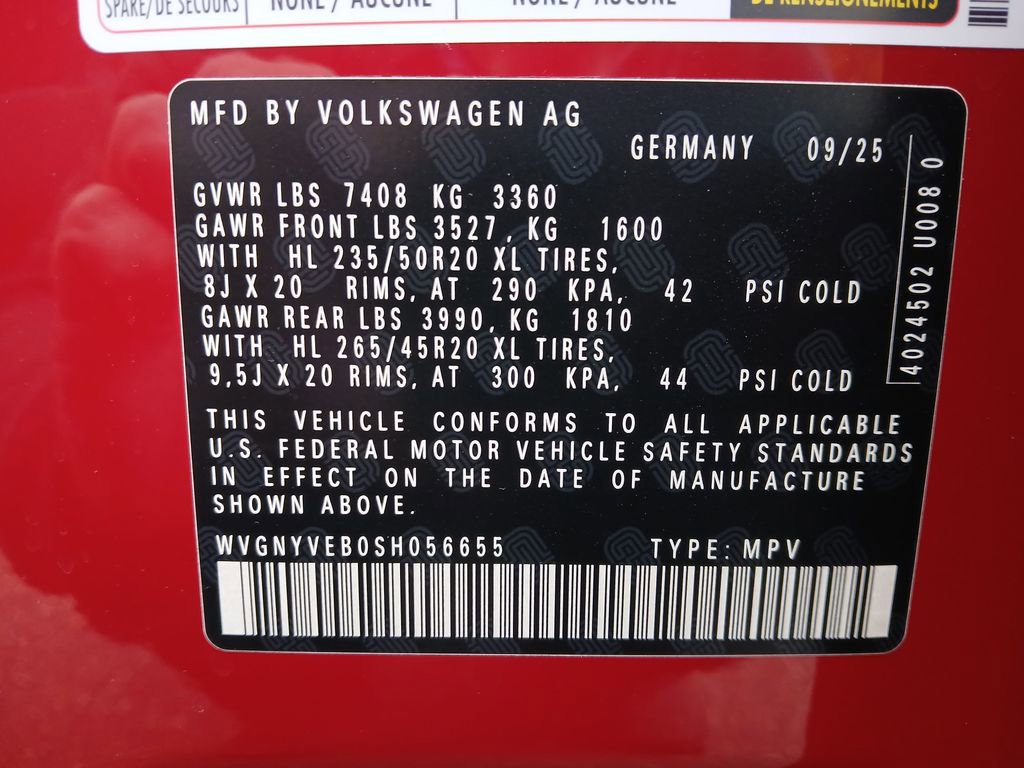 SPARE/DE SECOURS NONE / AUCUNE NONE / AUCUNE DE RENSEIGNEMENTS
MFD BY VOLKSWAGEN AG
GERMANY 09/25
GVWR LBS 7408 KG 3360
GAWR FRONT LBS 3527, KG 1600
WITH HL 235/50R20 XL TIRES,
8J X 20 RIMS, AT 290 KPA, 42 PSI COLD
GAWR REAR LBS 3990, KG 1810
WITH HL 265/45R20 XL TIRES,
9,5J X 20 RIMS, AT 300 KPA, 44 PSI COLD
4024502 U008 0
THIS VEHICLE CONFORMS TO ALL APPLICABLE
U.S. FEDERAL MOTOR VEHICLE SAFETY STANDARDS
IN EFFECT ON THE DATE OF MANUFACTURE
SHOWN ABOVE.
WVGNYVEB0SH056655 TYPE: MPV